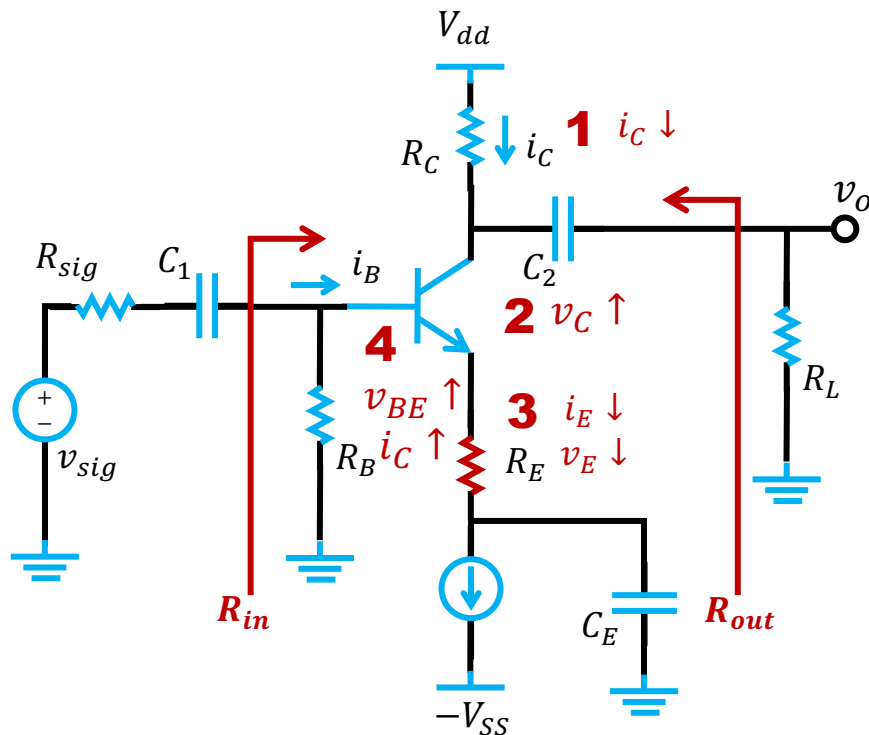 V_dd
1 i_C ↓
R_C
i_C
v_O
R_sig
C_1
i_B
C_2
+
−
2 v_C ↑
4
R_L
v_BE ↑
3 i_E ↓
v_sig
R_B
i_C ↑
R_E
v_E ↓
R_in
C_E
R_out
−V_SS